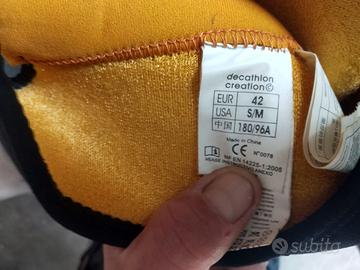 decathlon
creation©
EUR 42
USA S/M
中国 180/96A
Made in China
CE N°0078
NF EN 14225-1:2005
subito